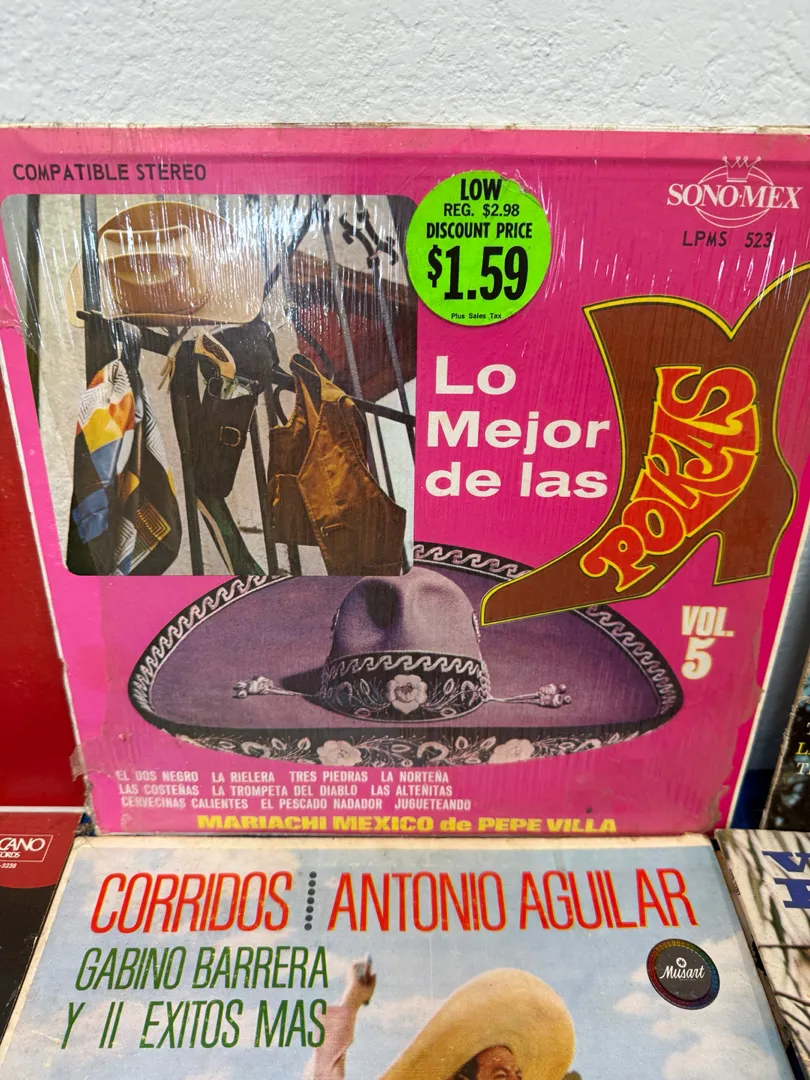 COMPATIBLE STEREO
LOW
REG. $2.98
DISCOUNT PRICE
$1.59
Plus Sales Tax
SONO-MEX
LPMS 523
Lo
Mejor
de las
POLKAS
VOL.
5
EL DOS NEGRO LA RIELERA TRES PIEDRAS LA NORTEÑA
LAS COSTEÑAS LA TROMPETA DEL DIABLO LAS ALTEÑITAS
CERVECINAS CALIENTES EL PESCADO NADADOR JUGUETEANDO
MARIACHI MEXICO de PEPE VILLA
CANO
CORRIDOS ANTONIO AGUILAR
GABINO BARRERA
Y 11 EXITOS MAS
Musart